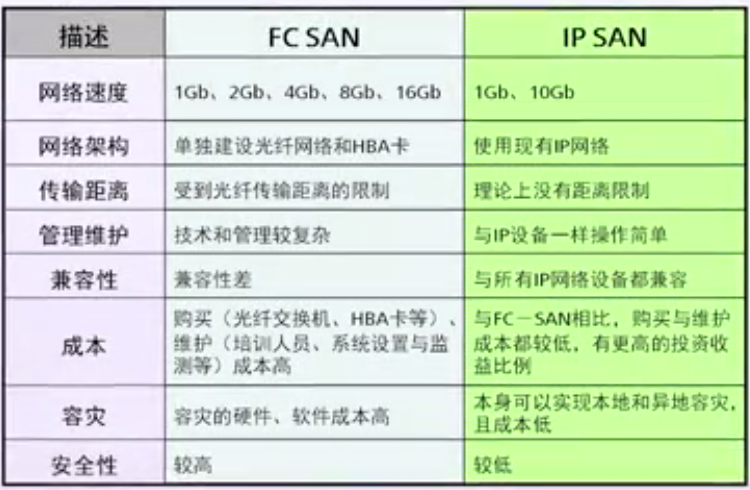 描述 FC SAN IP SAN
网络速度 1Gb、2Gb、4Gb、8Gb、16Gb 1Gb、10Gb
网络架构 单独建设光纤网络和HBA卡 使用现有IP网络
传输距离 受到光纤传输距离的限制 理论上没有距离限制
管理维护 技术和管理较复杂 与IP设备一样操作简单
兼容性 兼容性差 与所有IP网络设备都兼容
成本
购买（光纤交换机、HBA卡等）、
维护（培训人员、系统设置与监
测等）成本高
与FC－SAN相比，购买与维护
成本都较低，有更高的投资收
益比例
容灾 容灾的硬件、软件成本高
本身可以实现本地和异地容灾，
且成本低
安全性 较高 较低